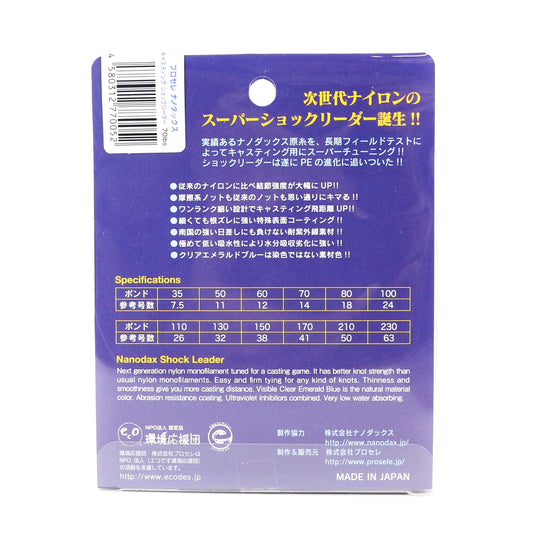 プロセレ ナノダックス
キャスティングショックリーダー 70lbs
4 580312 770052
次世代ナイロンの
スーパーショックリーダー誕生!!
実績あるナノダックス原糸を、長期フィールドテスト
によってキャスティング用にスーパーチューニング!!
ショックリーダーは遂にPEの進化に追いついた!!
●従来のナイロンに比べ結節強度が大幅にUP!!
●摩擦系ノットも従来のノットも思い通りにキマる!!
●ワンランク細い設計でキャスティング飛距離UP!!
●細くても根ズレに強い特殊表面コーティング!!
●南国の強い日差しにも負けない耐紫外線素材!!
●極めて低い吸水性により水分吸収劣化に強い!!
●クリアエメラルドブルーは染色ではない素材色!!
Specifications
ポンド 35 50 60 70 80 100
参考号数 7.5 11 12 14 18 24
ポンド 110 130 150 170 210 230
参考号数 26 32 38 41 50 63
Nanodax Shock Leader
Next generation nylon monofilament tuned for a casting game. It has better knot strength than
usual nylon monofilaments. Easy and firm tying for any kind of knots. Thinness and
smoothness give you more casting distance. Visible Clear Emerald Blue is the natural material
color. Abrasion resistance coating. Ultraviolet inhibitors combined. Very low water absorbing.
eco
NPO法人 認定品
環境応援団
e
環境応援団 株式会社プロセレは
NPO 法人(エコです環境応援団)
の活動を支援しています。
http://www.ecodes.jp
製作協力 株式会社ナノダックス
http://www.nanodax.jp/
製作&販売元 株式会社プロセレ
http://www.prosele.jp/
MADE IN JAPAN